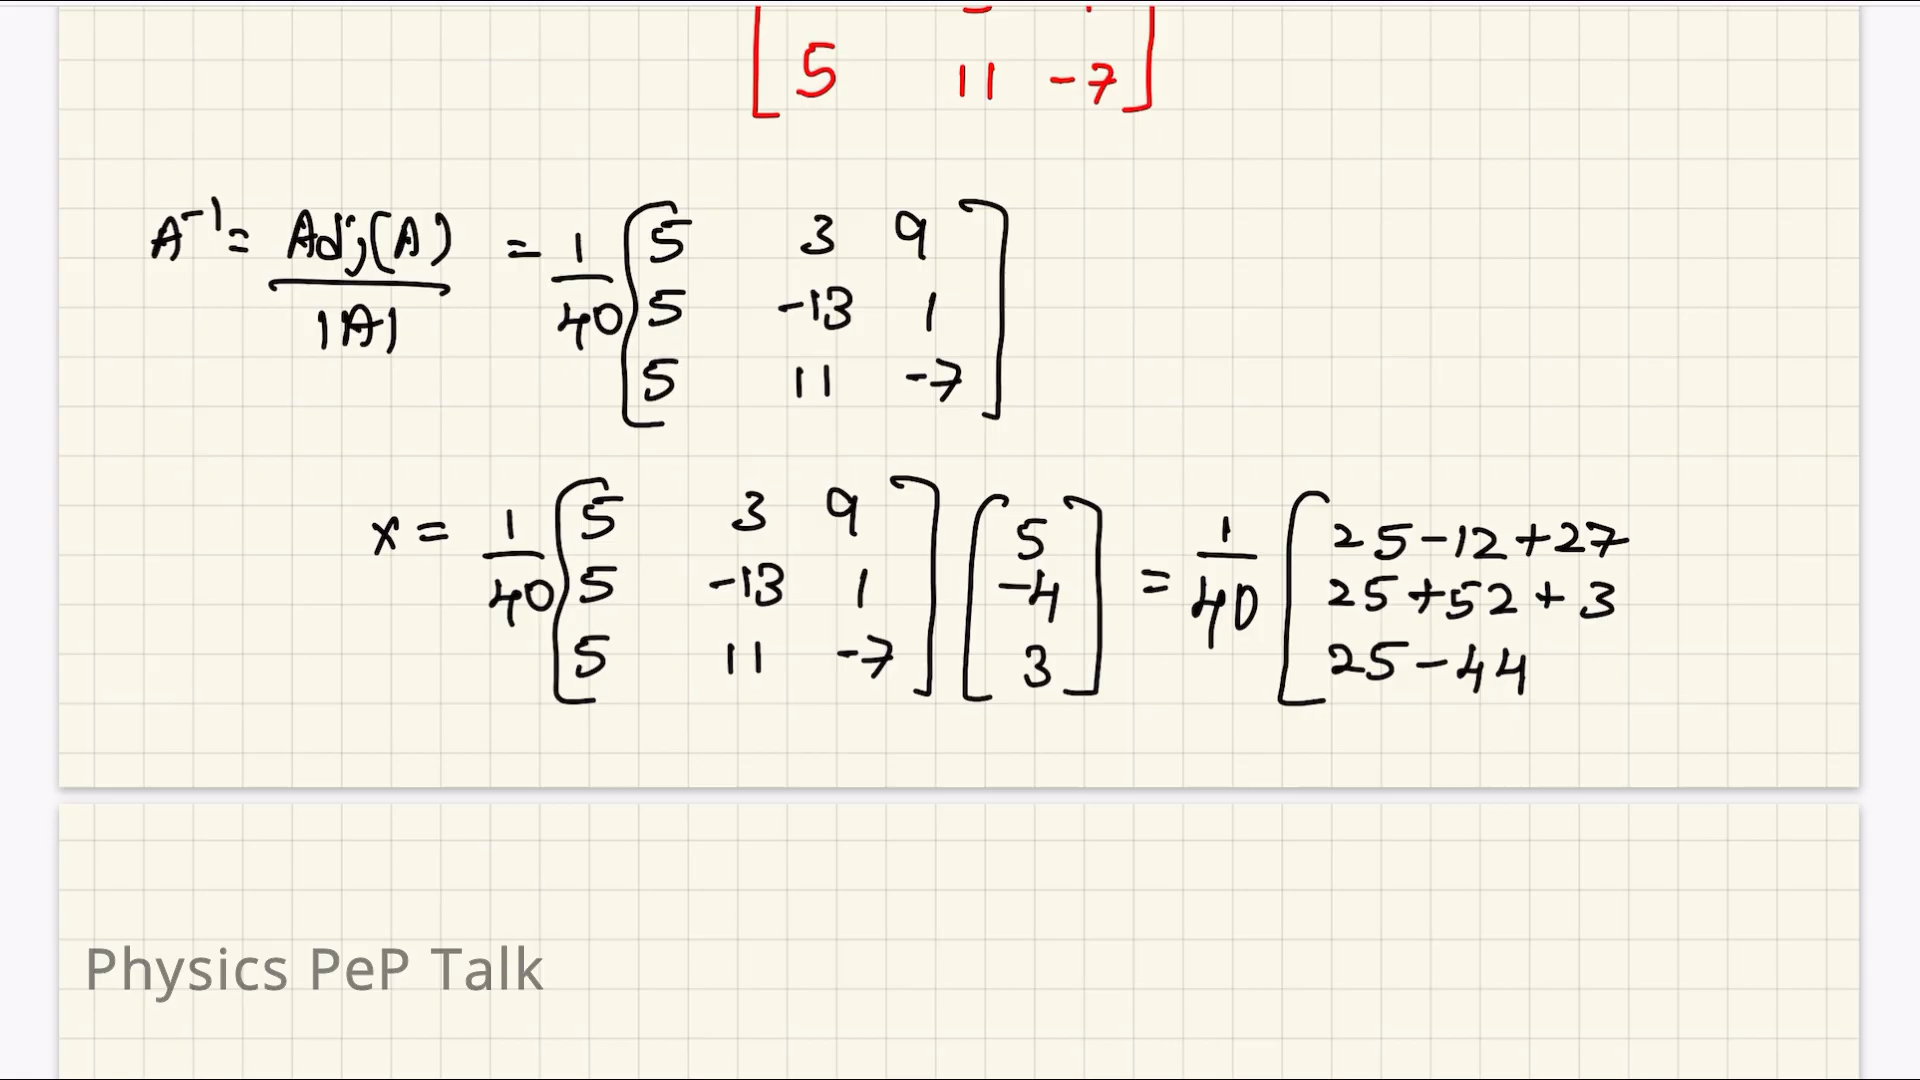 5 11 -7
A⁻¹ = Adj(A) / |A| = 1/40 [5 3 9
5 -13 1
5 11 -7]
x = 1/40 [5 3 9 ; 5 -13 1 ; 5 11 -7] [5 ; -4 ; 3] = 1/40 [25-12+27
25+52+3
25-44
Physics PeP Talk